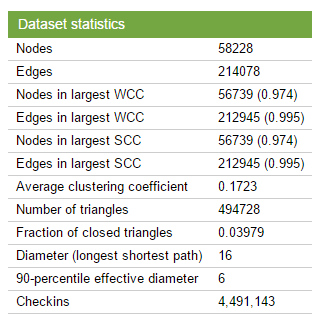 Dataset statistics
Nodes 58228
Edges 214078
Nodes in largest WCC 56739 (0.974)
Edges in largest WCC 212945 (0.995)
Nodes in largest SCC 56739 (0.974)
Edges in largest SCC 212945 (0.995)
Average clustering coefficient 0.1723
Number of triangles 494728
Fraction of closed triangles 0.03979
Diameter (longest shortest path) 16
90-percentile effective diameter 6
Checkins 4,491,143